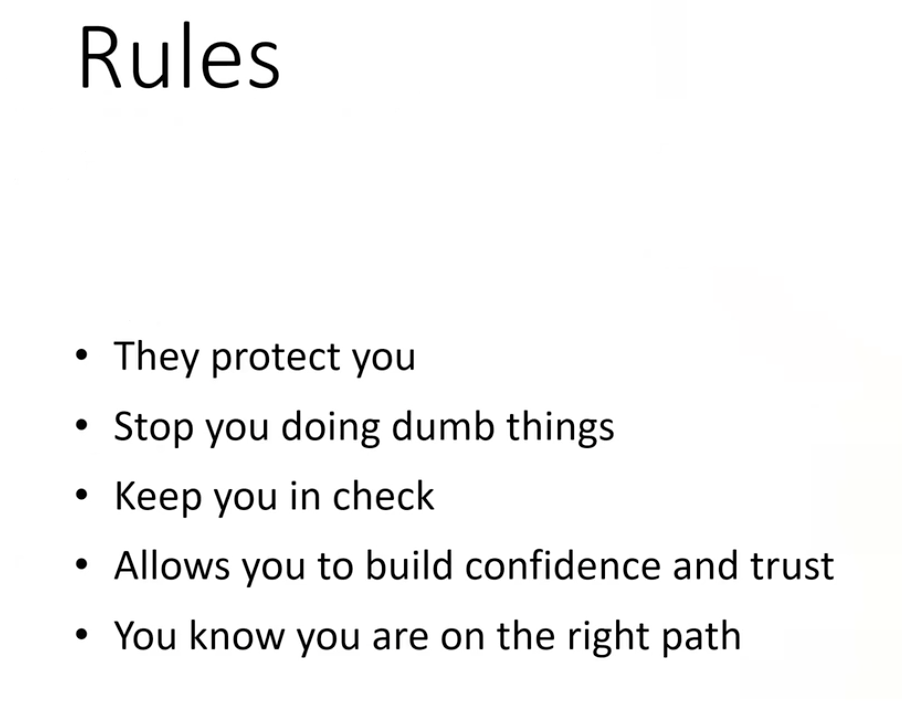 Rules
• They protect you
• Stop you doing dumb things
• Keep you in check
• Allows you to build confidence and trust
• You know you are on the right path